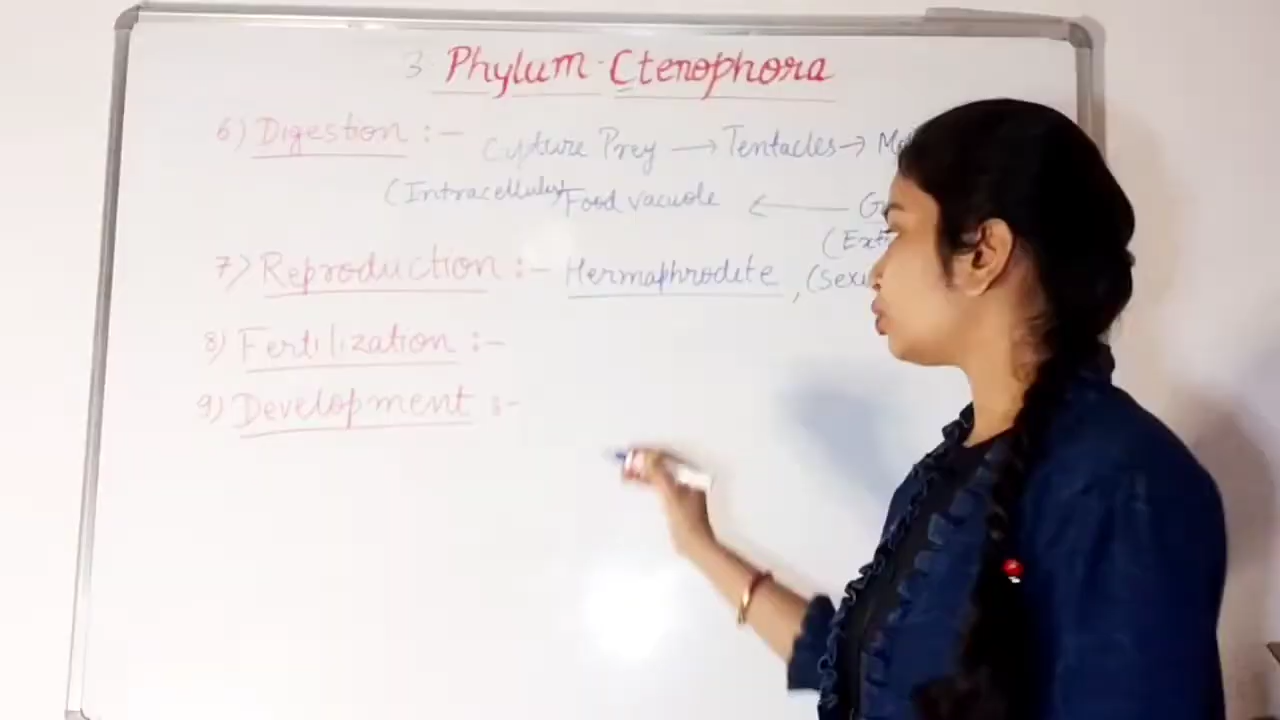 3 Phylum - Ctenophora
6) Digestion :- Capture Prey → Tentacles →
(Intracellular) Food vacuole ←
7) Reproduction :- Hermaphrodite , (
8) Fertilization :-
9) Development :-